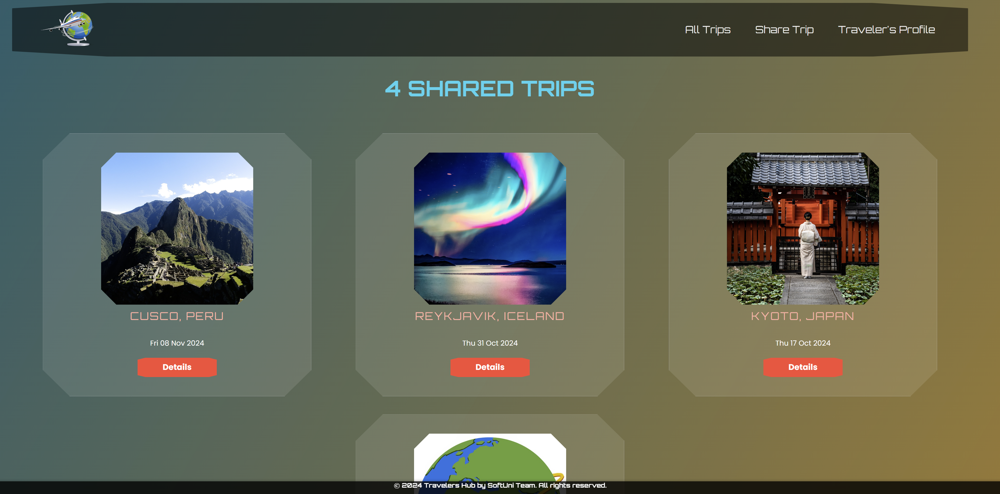 All Trips Share Trip Traveler's Profile
4 SHARED TRIPS
CUSCO, PERU
Fri 08 Nov 2024
Details
REYKJAVIK, ICELAND
Thu 31 Oct 2024
Details
KYOTO, JAPAN
Thu 17 Oct 2024
Details
© 2024 Travelers Hub by SoftUni Team. All rights reserved.